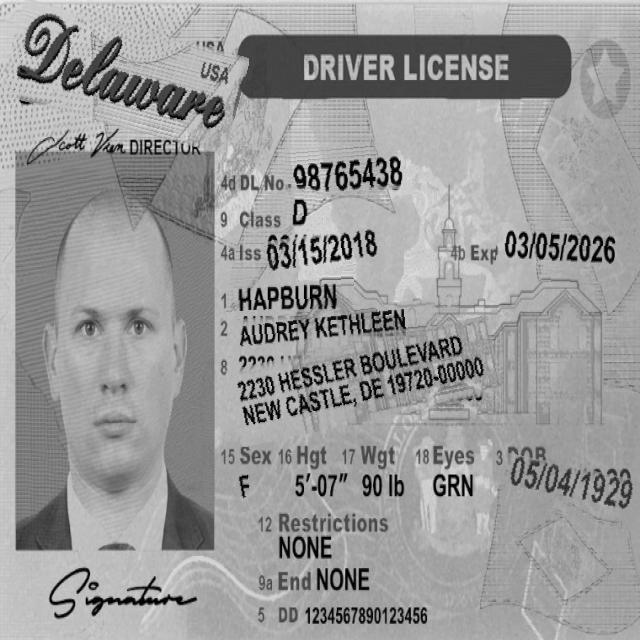 Delaware
USA
USA
DRIVER LICENSE
Scott Vien DIRECTOR
4d DL No. 98765438
9 Class D
4a Iss 03/15/2018
4b Exp 03/05/2026
1 HAPBURN
2 AUDREY KETHLEEN
8 2230 HESSLER BOULEVARD
NEW CASTLE, DE 19720-00000
15 Sex 16 Hgt 17 Wgt 18 Eyes 3 DOB
F 5'-07" 90 lb GRN 05/04/1929
12 Restrictions
NONE
9a End NONE
5 DD 1234567890123456
Signature